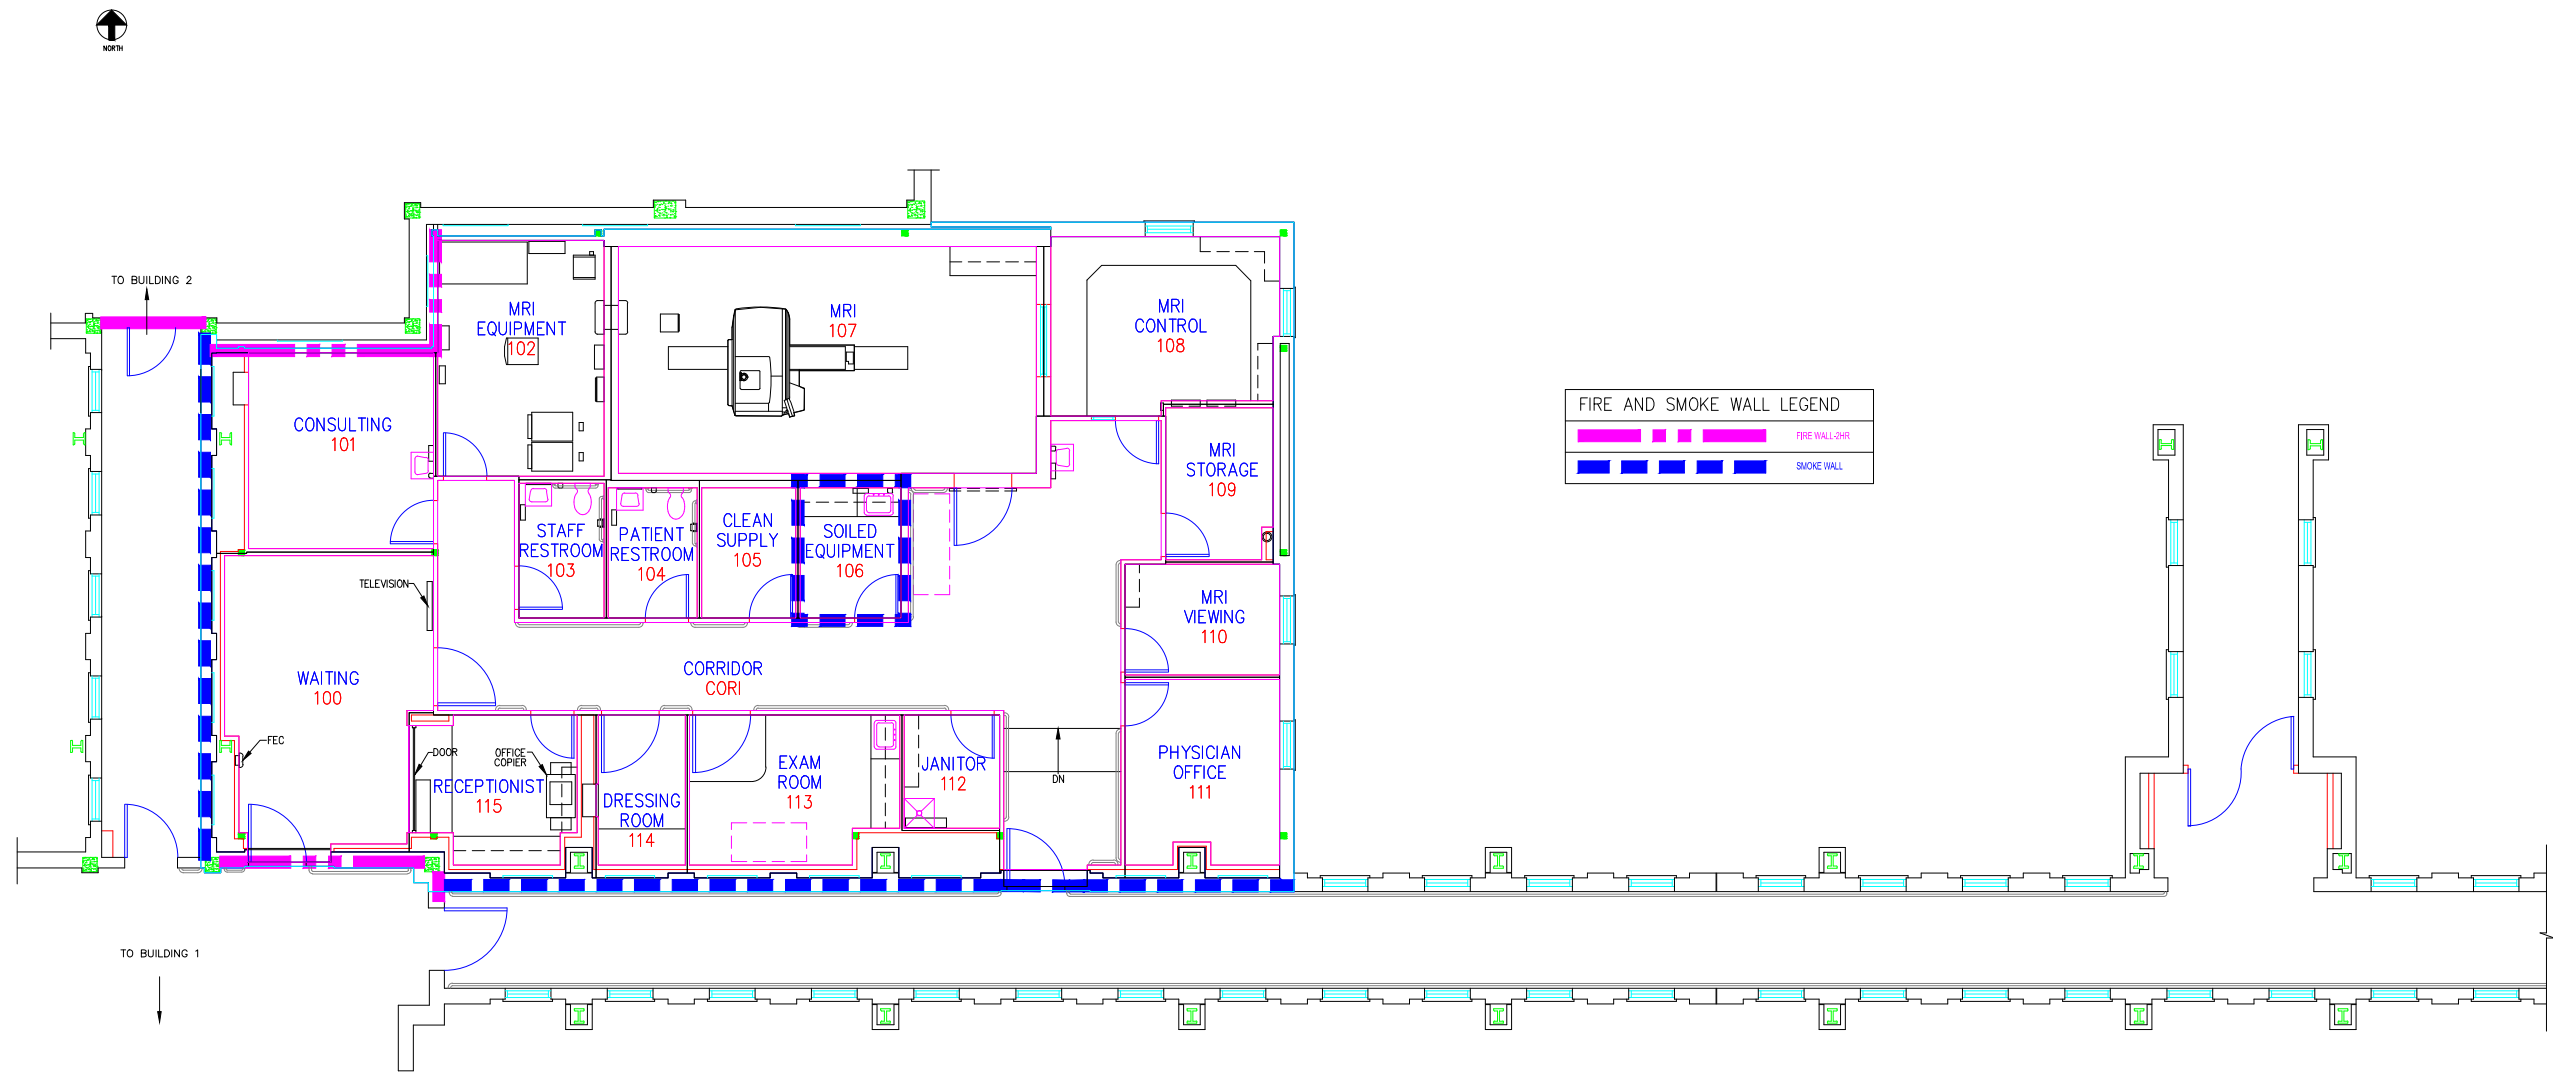 NORTH
TO BUILDING 2
MRI
EQUIPMENT
102
MRI
107
MRI
CONTROL
108
FIRE AND SMOKE WALL LEGEND
FIRE WALL-2HR
SMOKE WALL
CONSULTING
101
MRI
STORAGE
109
STAFF
RESTROOM
103
PATIENT
RESTROOM
104
CLEAN
SUPPLY
105
SOILED
EQUIPMENT
106
TELEVISION
MRI
VIEWING
110
WAITING
100
CORRIDOR
CORI
FEC
DOOR
OFFICE
COPIER
RECEPTIONIST
115
DRESSING
ROOM
114
EXAM
ROOM
113
JANITOR
112
DN
PHYSICIAN
OFFICE
111
TO BUILDING 1